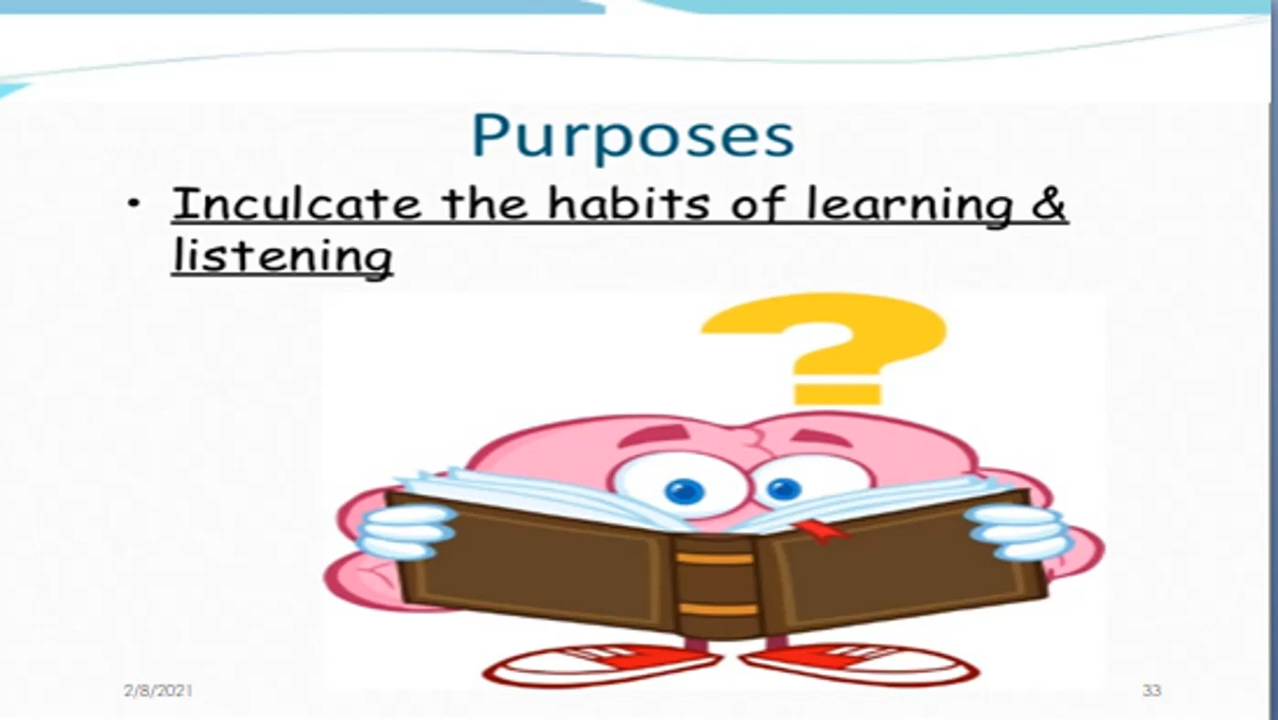 Purposes
• Inculcate the habits of learning &
listening
?
2/8/2021
33